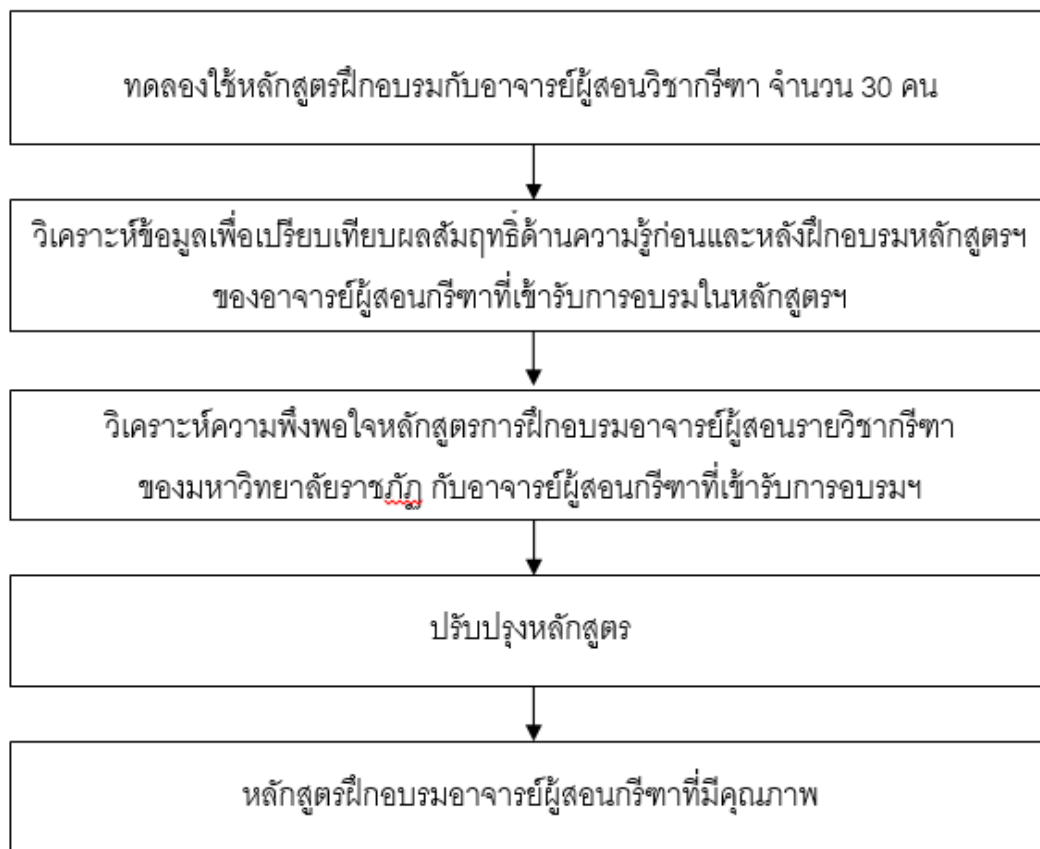 ทดลองใช้หลักสูตรฝึกอบรมกับอาจารย์ผู้สอนวิชากรีฑา จำนวน 30 คน
วิเคราะห์ข้อมูลเพื่อเปรียบเทียบผลสัมฤทธิ์ด้านความรู้ก่อนและหลังฝึกอบรมหลักสูตรฯ
ของอาจารย์ผู้สอนกรีฑาที่เข้ารับการอบรมในหลักสูตรฯ
วิเคราะห์ความพึงพอใจหลักสูตรการฝึกอบรมอาจารย์ผู้สอนรายวิชากรีฑา
ของมหาวิทยาลัยราชภัฏ กับอาจารย์ผู้สอนกรีฑาที่เข้ารับการอบรมฯ
ปรับปรุงหลักสูตร
หลักสูตรฝึกอบรมอาจารย์ผู้สอนกรีฑาที่มีคุณภาพ